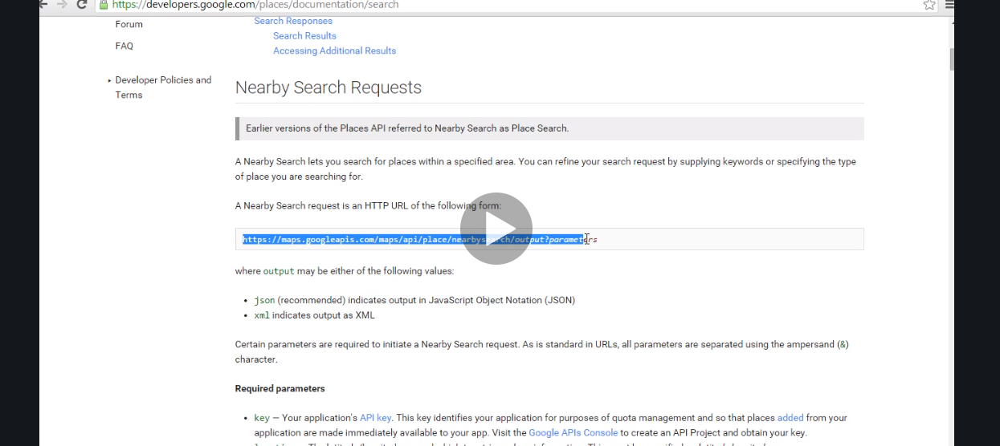 https://developers.google.com/places/documentation/search
Forum
FAQ
Developer Policies and
Terms
Search Responses
Search Results
Accessing Additional Results
Nearby Search Requests
Earlier versions of the Places API referred to Nearby Search as Place Search.
A Nearby Search lets you search for places within a specified area. You can refine your search request by supplying keywords or specifying the type
of place you are searching for.
A Nearby Search request is an HTTP URL of the following form:
https://maps.googleapis.com/maps/api/place/nearbysearch/output?parameters
where output may be either of the following values:
• json (recommended) indicates output in JavaScript Object Notation (JSON)
• xml indicates output as XML
Certain parameters are required to initiate a Nearby Search request. As is standard in URLs, all parameters are separated using the ampersand (&)
character.
Required parameters
• key — Your application's API key. This key identifies your application for purposes of quota management and so that places added from your
application are made immediately available to your app. Visit the Google APIs Console to create an API Project and obtain your key.